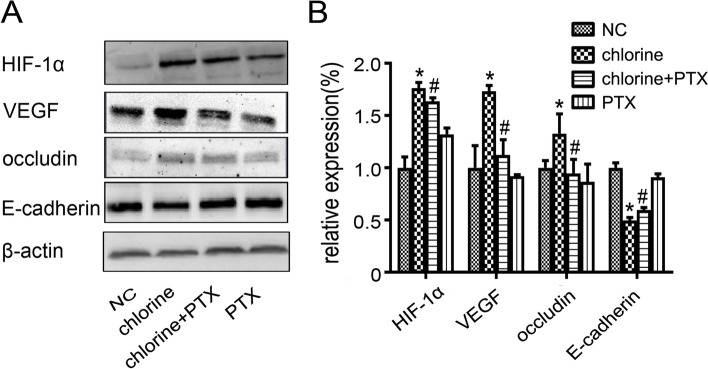 A
HIF-1α
VEGF
occludin
E-cadherin
β-actin
NC
chlorine
chlorine+PTX
PTX
B
NC
chlorine
chlorine+PTX
PTX
relative expression(%)
2.0
1.5
1.0
0.5
0
* # * # * # * #
HIF-1α
VEGF
occludin
E-cadherin